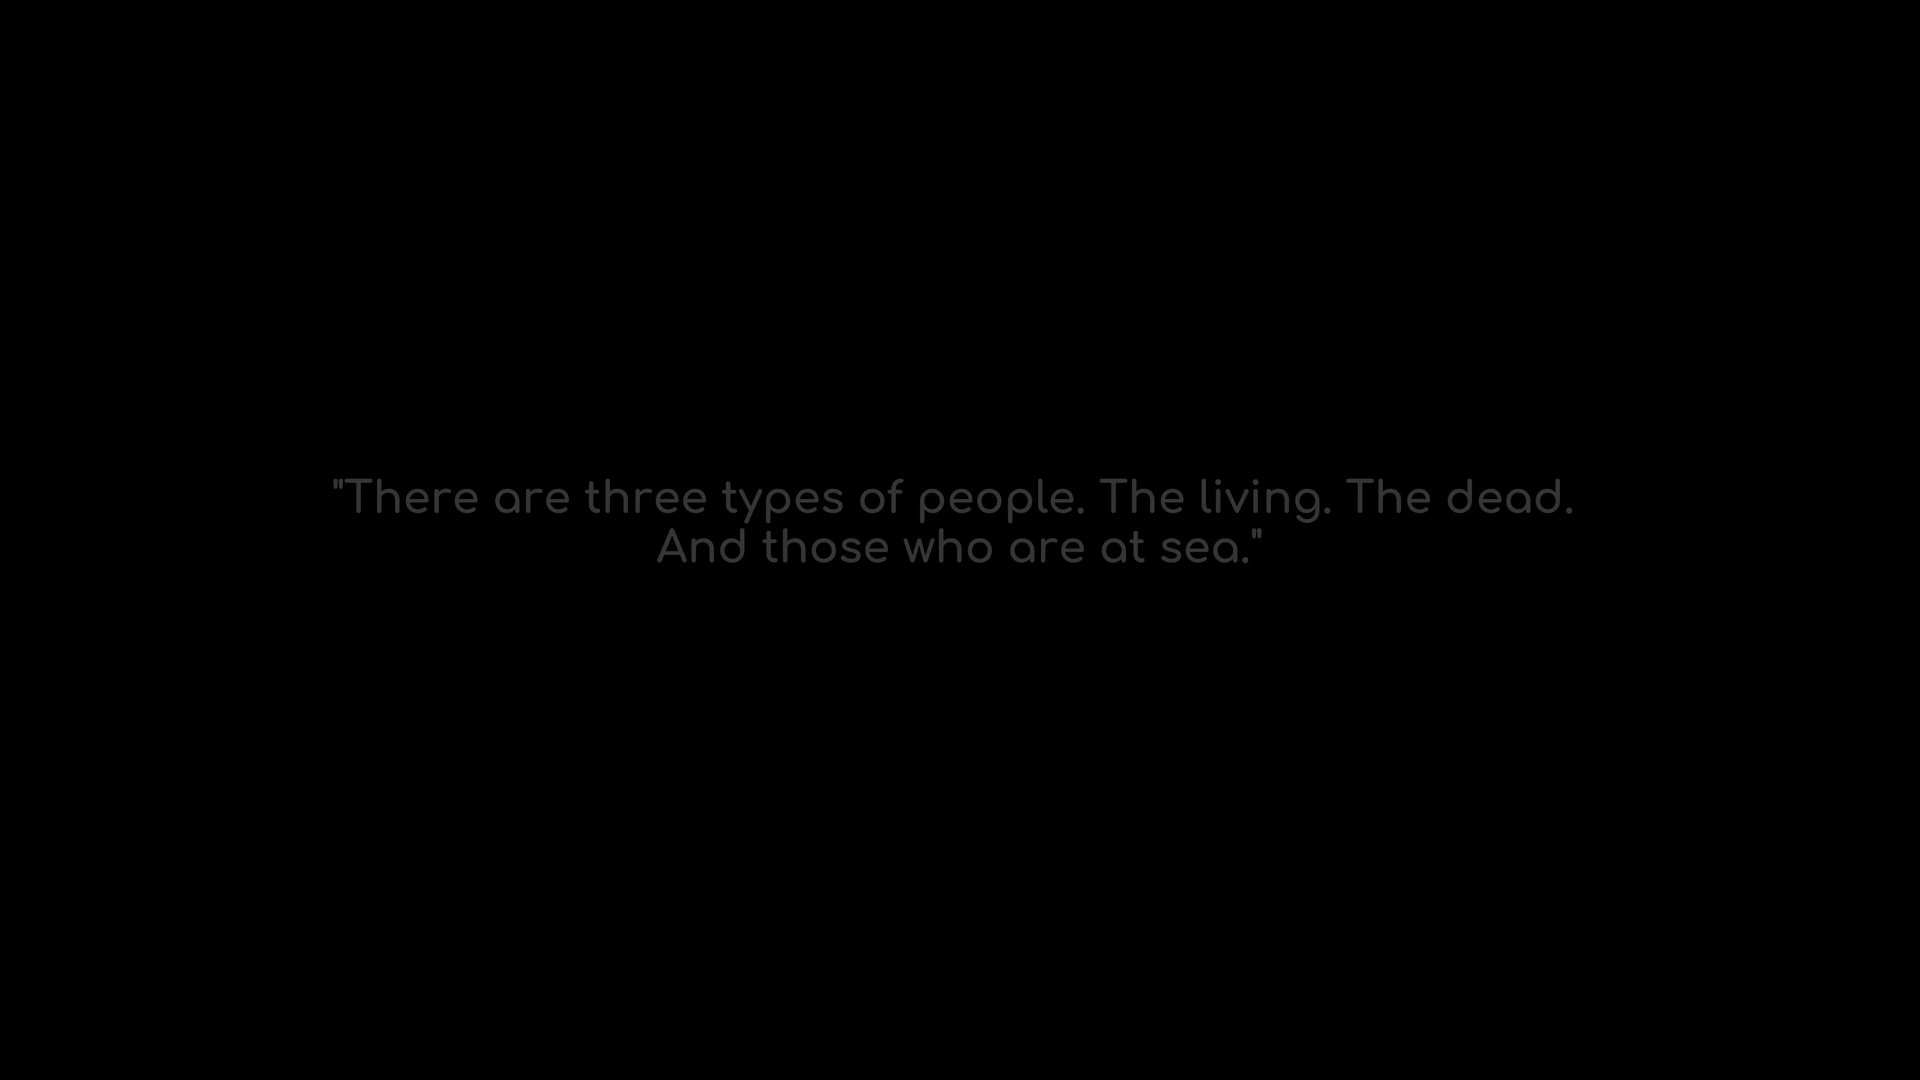 "There are three types of people. The living. The dead.
And those who are at sea."